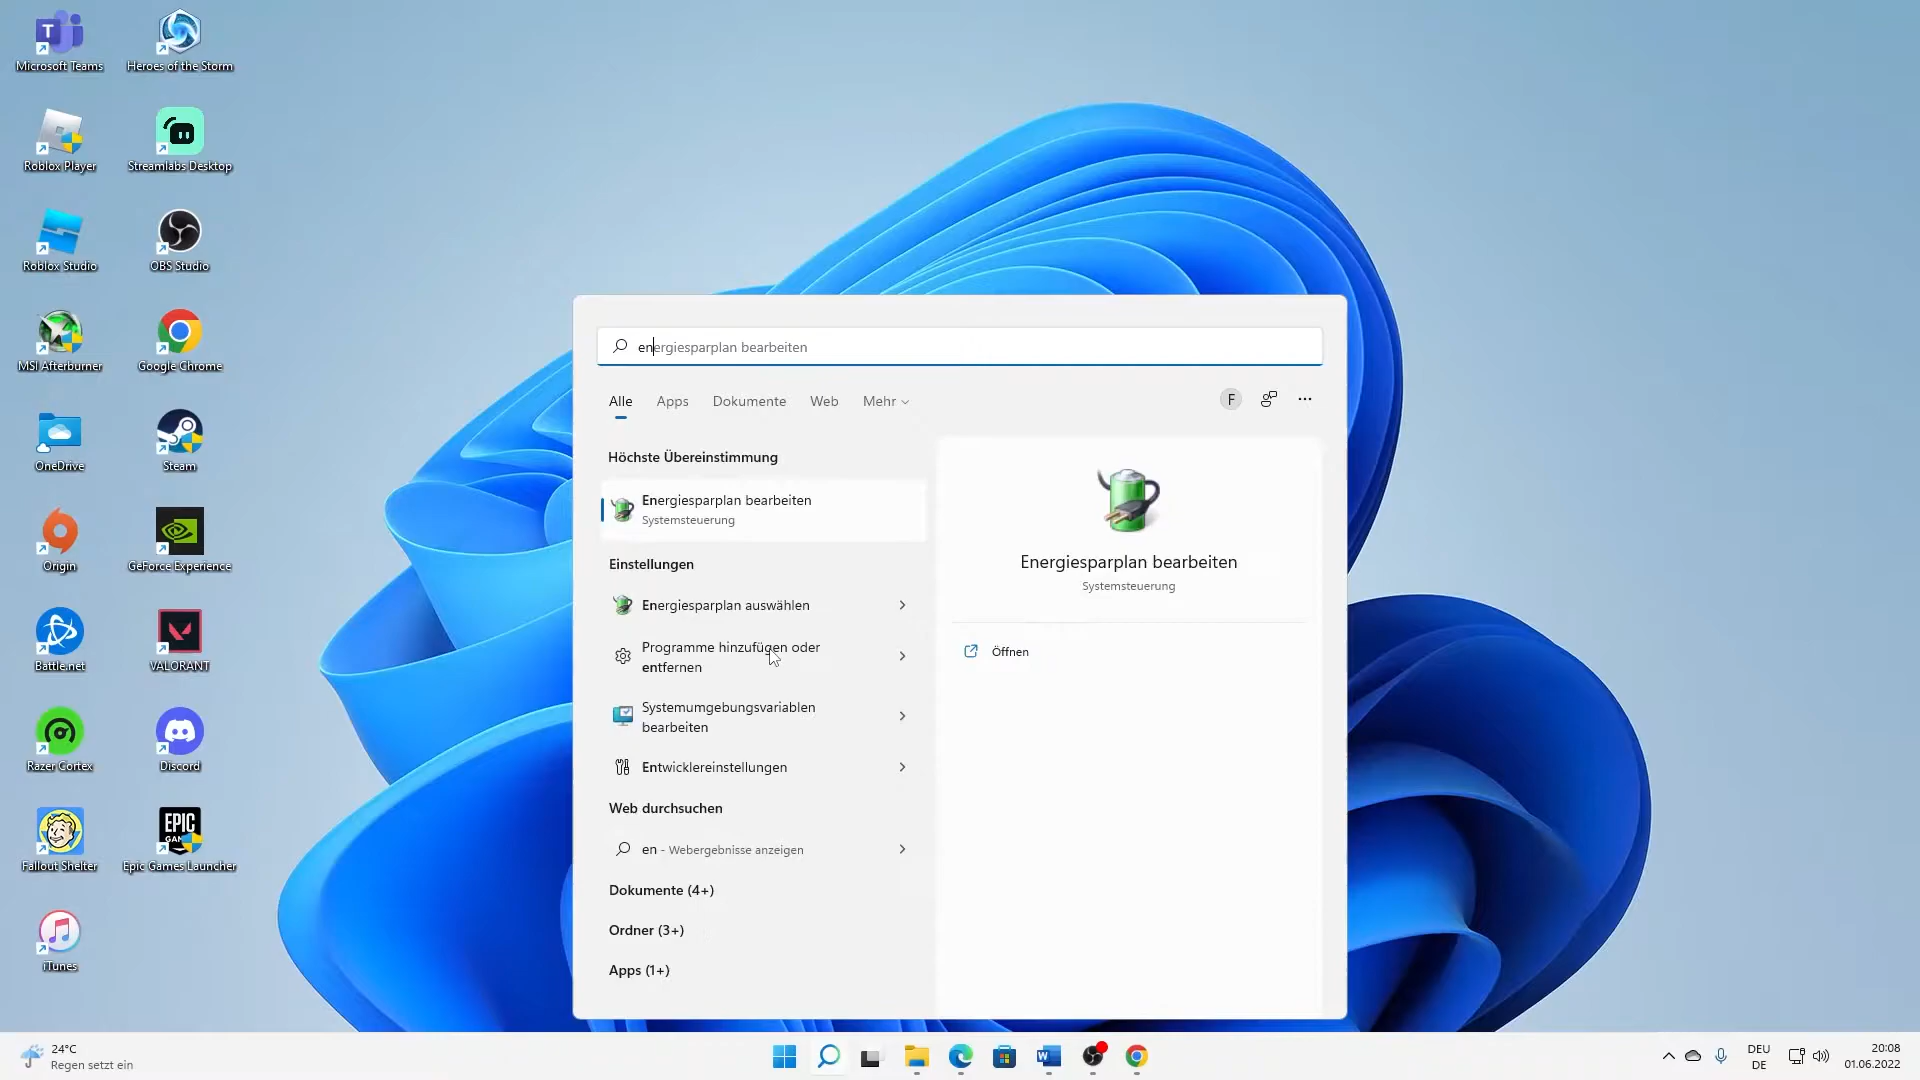 Microsoft Teams
Heroes of the Storm
Roblox Player
Streamlabs Desktop
Roblox Studio
OBS Studio
MSI Afterburner
Google Chrome
OneDrive
Steam
Origin
GeForce Experience
Battle.net
VALORANT
Razer Cortex
Discord
Fallout Shelter
EPIC
Epic Games Launcher
iTunes
energiesparplan bearbeiten
Alle
Apps
Dokumente
Web
Mehr
F
Höchste Übereinstimmung
Energiesparplan bearbeiten
Systemsteuerung
Einstellungen
Energiesparplan auswählen
Programme hinzufügen oder
entfernen
Systemumgebungsvariablen
bearbeiten
Entwicklereinstellungen
Web durchsuchen
en - Webergebnisse anzeigen
Dokumente (4+)
Ordner (3+)
Apps (1+)
Energiesparplan bearbeiten
Systemsteuerung
Öffnen
24°C
Regen setzt ein
DEU
DE
20:08
01.06.2022